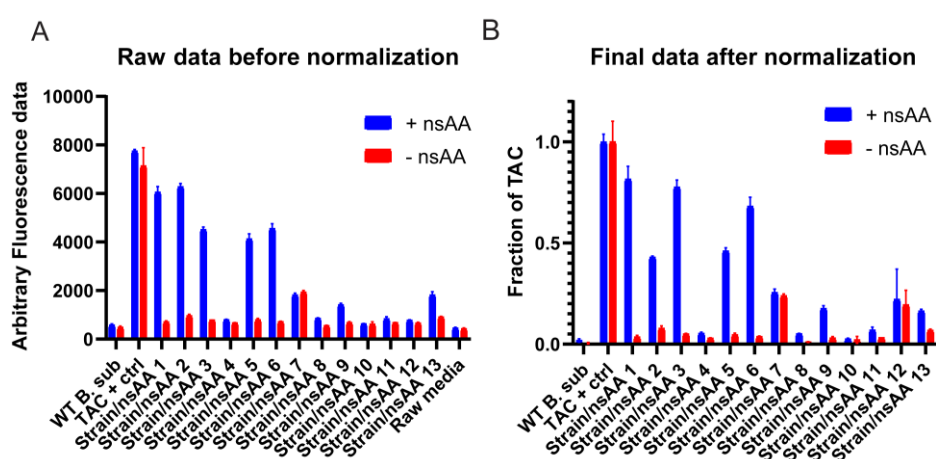 A
Raw data before normalization
Arbitrary Fluorescence data
10000
8000
6000
4000
2000
0
+ nsAA
- nsAA
WT B. sub
TAC + ctrl
Strain/nsAA 1
Strain/nsAA 2
Strain/nsAA 3
Strain/nsAA 4
Strain/nsAA 5
Strain/nsAA 6
Strain/nsAA 7
Strain/nsAA 8
Strain/nsAA 9
Strain/nsAA 10
Strain/nsAA 11
Strain/nsAA 12
Strain/nsAA 13
Raw media
B
Final data after normalization
Fraction of TAC
1.0
0.5
0.0
+ nsAA
- nsAA
WT B. sub
TAC + ctrl
Strain/nsAA 1
Strain/nsAA 2
Strain/nsAA 3
Strain/nsAA 4
Strain/nsAA 5
Strain/nsAA 6
Strain/nsAA 7
Strain/nsAA 8
Strain/nsAA 9
Strain/nsAA 10
Strain/nsAA 11
Strain/nsAA 12
Strain/nsAA 13